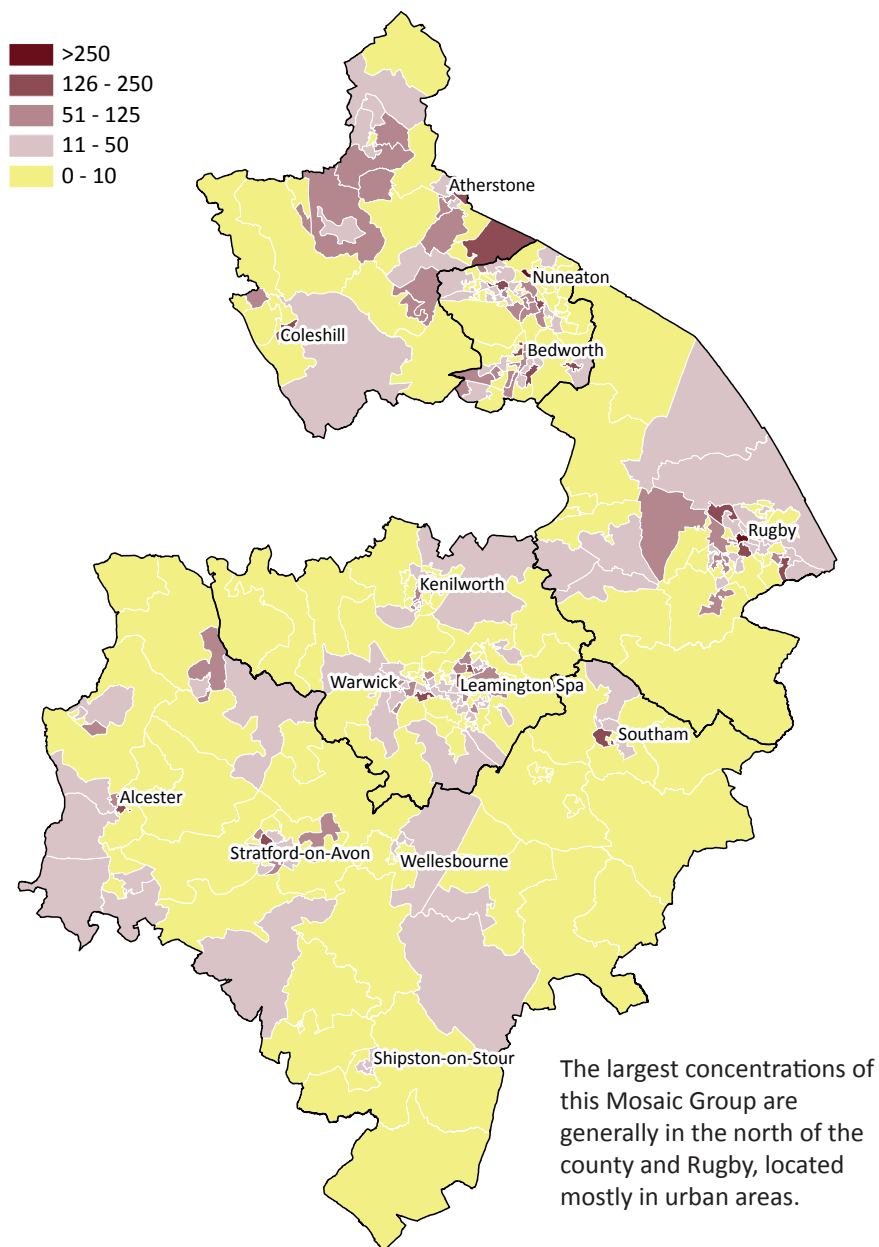 >250
126 - 250
51 - 125
11 - 50
0 - 10
Atherstone
Nuneaton
Coleshill
Bedworth
Rugby
Kenilworth
Warwick
Leamington Spa
Southam
Alcester
Stratford-on-Avon
Wellesbourne
Shipston-on-Stour
The largest concentrations of
this Mosaic Group are
generally in the north of the
county and Rugby, located
mostly in urban areas.